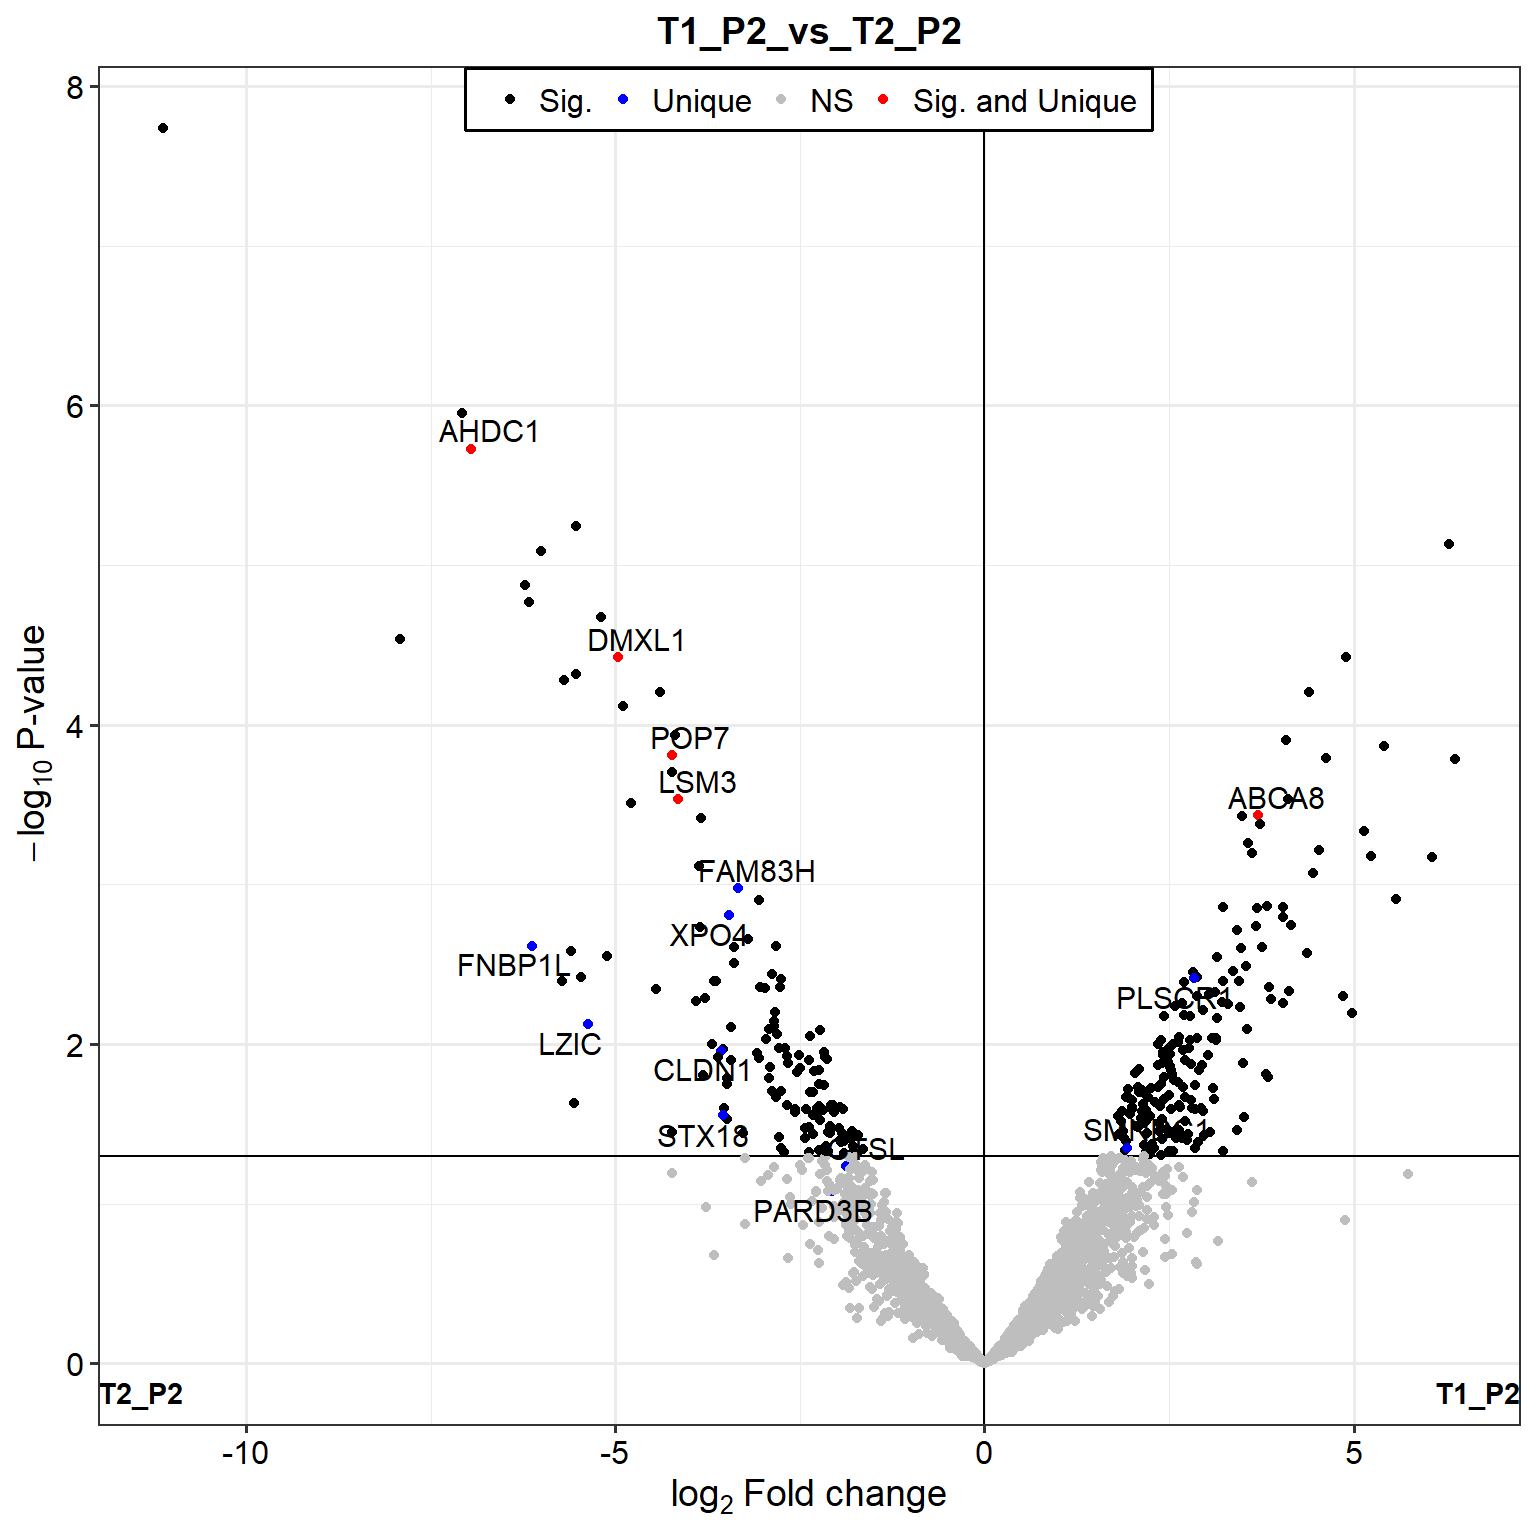 T1_P2_vs_T2_P2
Sig. Unique NS Sig. and Unique
8
6
4
2
0
−log10 P-value
AHDC1
DMXL1
POP7
LSM3
ABCA8
FAM83H
XPO4
FNBP1L
PLSCR1
LZIC
CLDN1
STX18
CTSL
PARD3B
T2_P2
T1_P2
-10 -5 0 5
log2 Fold change